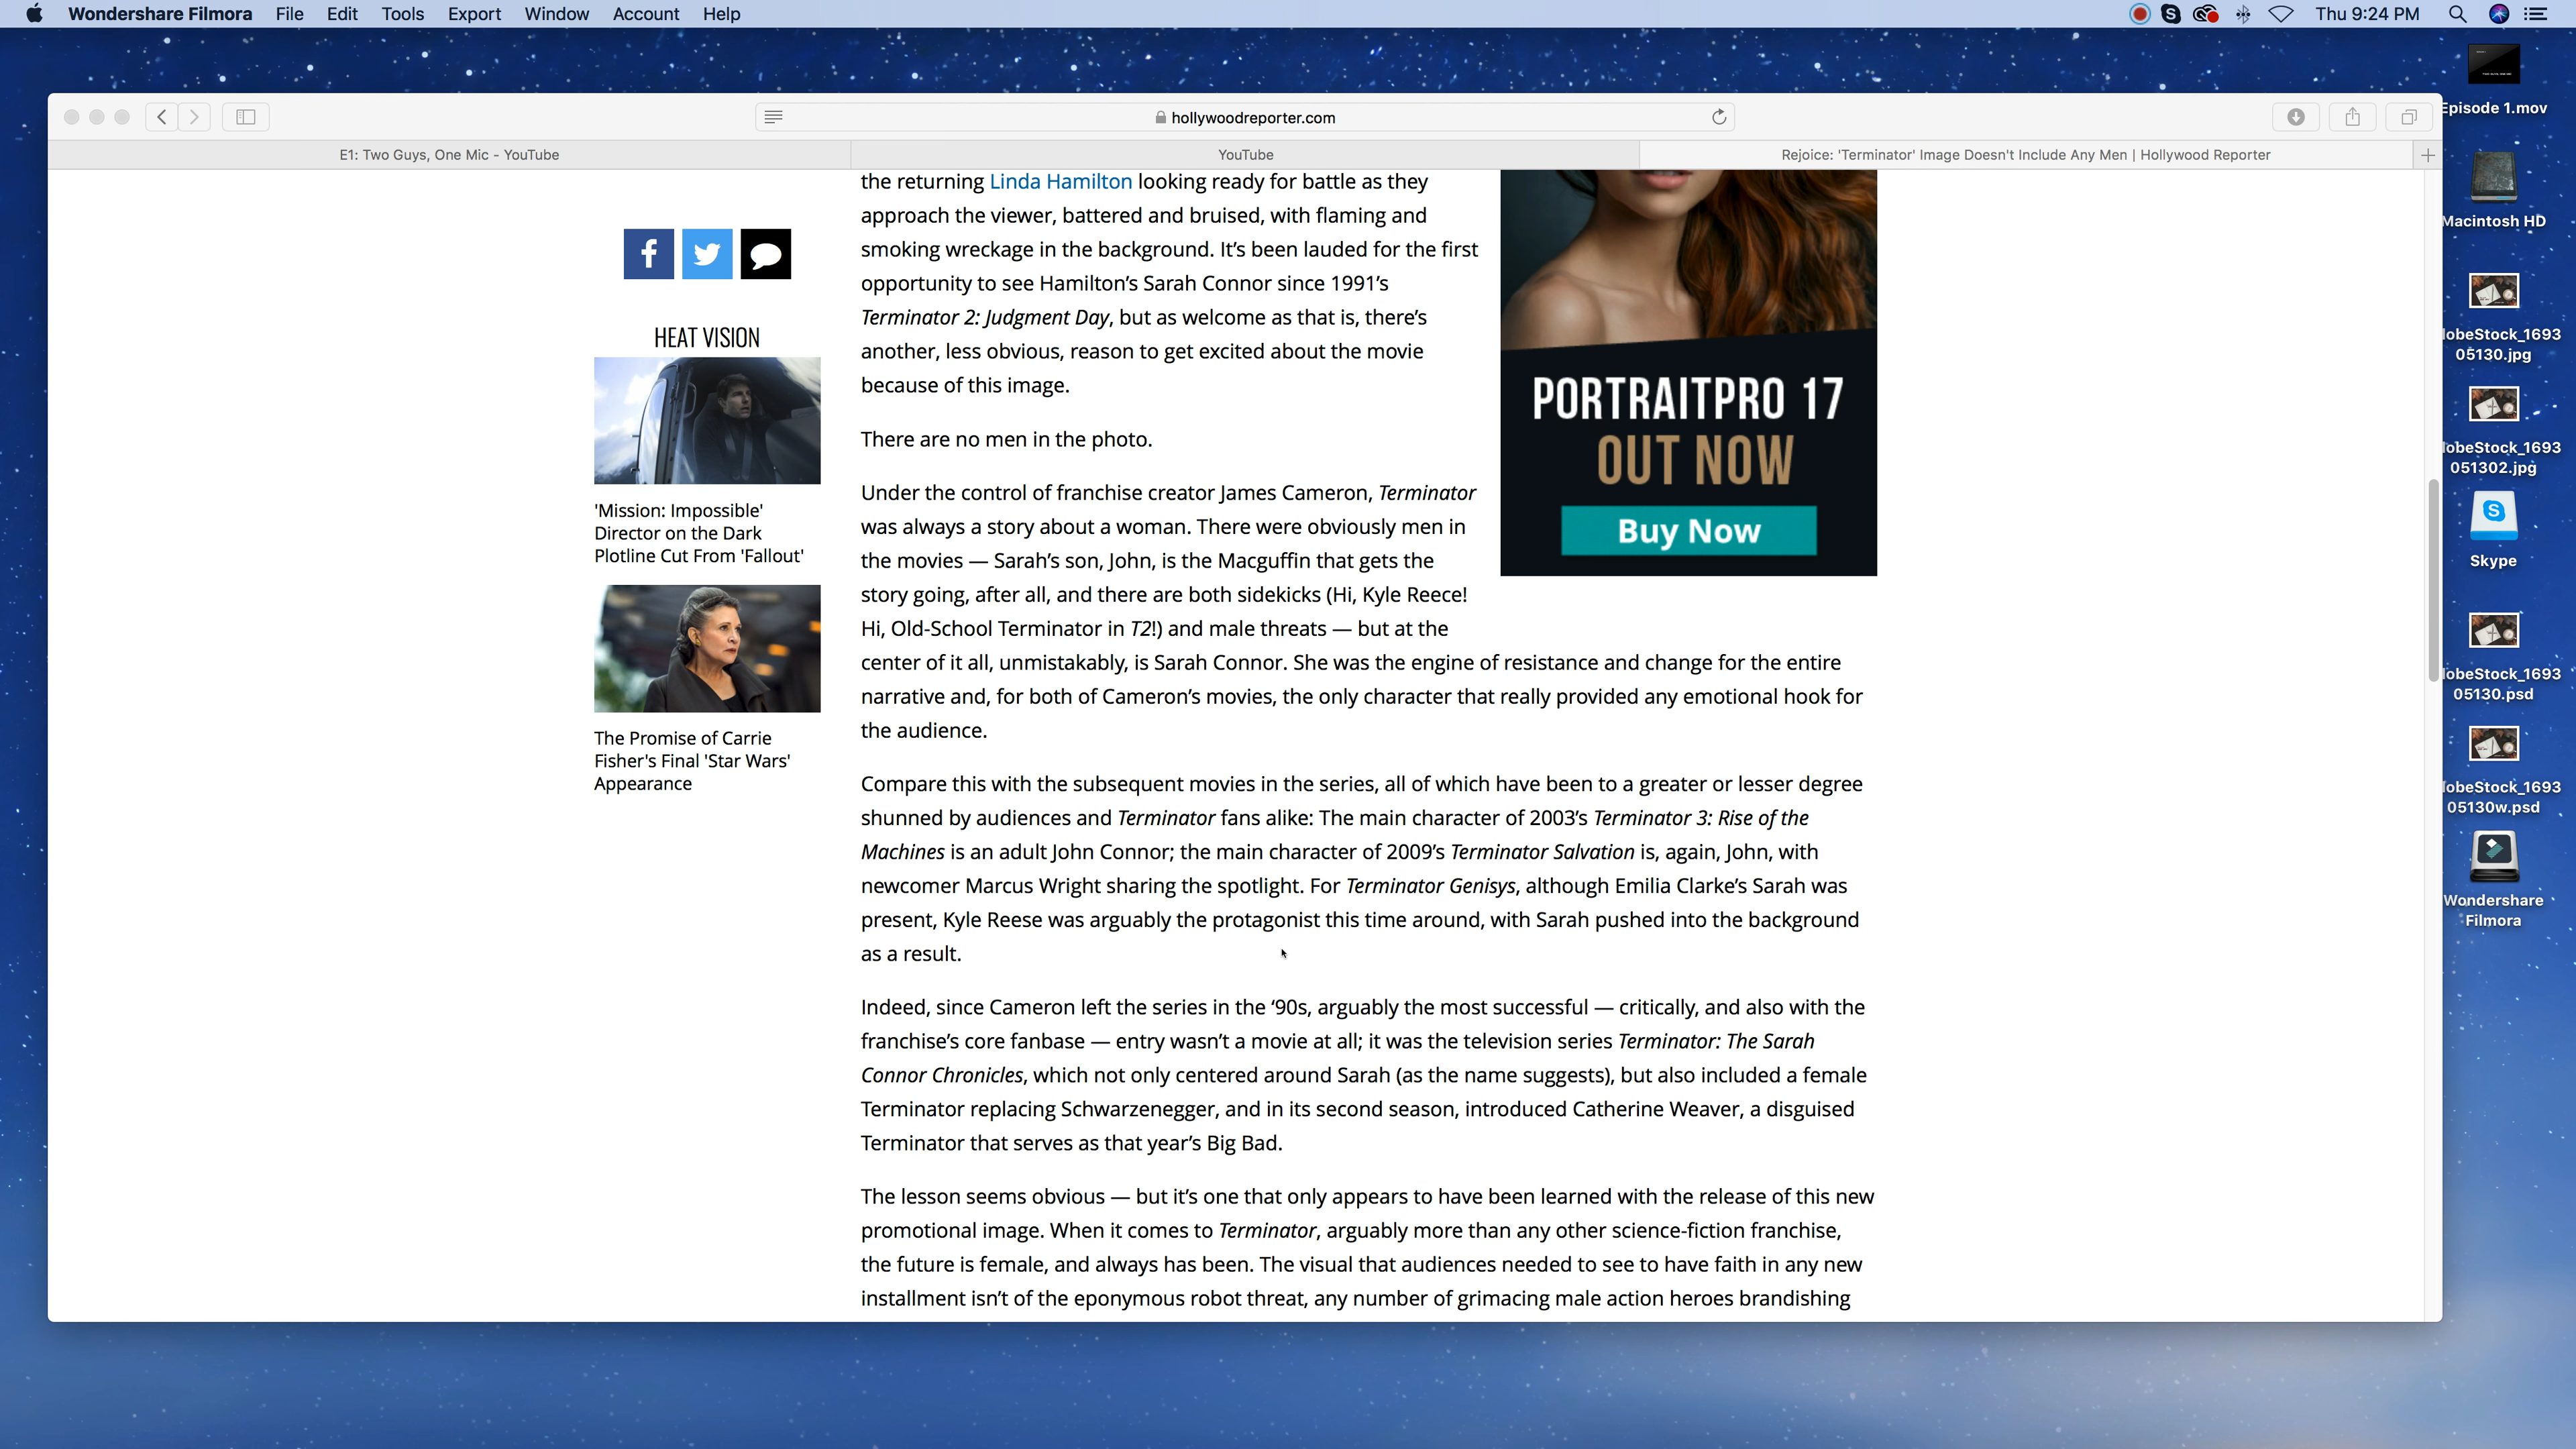 Wondershare Filmora File Edit Tools Export Window Account Help
Thu 9:24 PM
hollywoodreporter.com
E1: Two Guys, One Mic - YouTube
YouTube
Rejoice: 'Terminator' Image Doesn't Include Any Men | Hollywood Reporter
HEAT VISION
'Mission: Impossible'
Director on the Dark
Plotline Cut From 'Fallout'
The Promise of Carrie
Fisher's Final 'Star Wars'
Appearance
the returning Linda Hamilton looking ready for battle as they
approach the viewer, battered and bruised, with flaming and
smoking wreckage in the background. It’s been lauded for the first
opportunity to see Hamilton’s Sarah Connor since 1991’s
Terminator 2: Judgment Day, but as welcome as that is, there’s
another, less obvious, reason to get excited about the movie
because of this image.
There are no men in the photo.
Under the control of franchise creator James Cameron, Terminator
was always a story about a woman. There were obviously men in
the movies — Sarah’s son, John, is the Macguffin that gets the
story going, after all, and there are both sidekicks (Hi, Kyle Reece!
Hi, Old-School Terminator in T2!) and male threats — but at the
center of it all, unmistakably, is Sarah Connor. She was the engine of resistance and change for the entire
narrative and, for both of Cameron’s movies, the only character that really provided any emotional hook for
the audience.
Compare this with the subsequent movies in the series, all of which have been to a greater or lesser degree
shunned by audiences and Terminator fans alike: The main character of 2003’s Terminator 3: Rise of the
Machines is an adult John Connor; the main character of 2009’s Terminator Salvation is, again, John, with
newcomer Marcus Wright sharing the spotlight. For Terminator Genisys, although Emilia Clarke’s Sarah was
present, Kyle Reese was arguably the protagonist this time around, with Sarah pushed into the background
as a result.
Indeed, since Cameron left the series in the ‘90s, arguably the most successful — critically, and also with the
franchise’s core fanbase — entry wasn’t a movie at all; it was the television series Terminator: The Sarah
Connor Chronicles, which not only centered around Sarah (as the name suggests), but also included a female
Terminator replacing Schwarzenegger, and in its second season, introduced Catherine Weaver, a disguised
Terminator that serves as that year’s Big Bad.
The lesson seems obvious — but it’s one that only appears to have been learned with the release of this new
promotional image. When it comes to Terminator, arguably more than any other science-fiction franchise,
the future is female, and always has been. The visual that audiences needed to see to have faith in any new
installment isn’t of the eponymous robot threat, any number of grimacing male action heroes brandishing
PORTRAITPRO 17
OUT NOW
Buy Now
Episode 1.mov
Macintosh HD
lobeStock_1693
05130.jpg
lobeStock_1693
051302.jpg
Skype
lobeStock_1693
05130.psd
lobeStock_1693
05130w.psd
Wondershare
Filmora